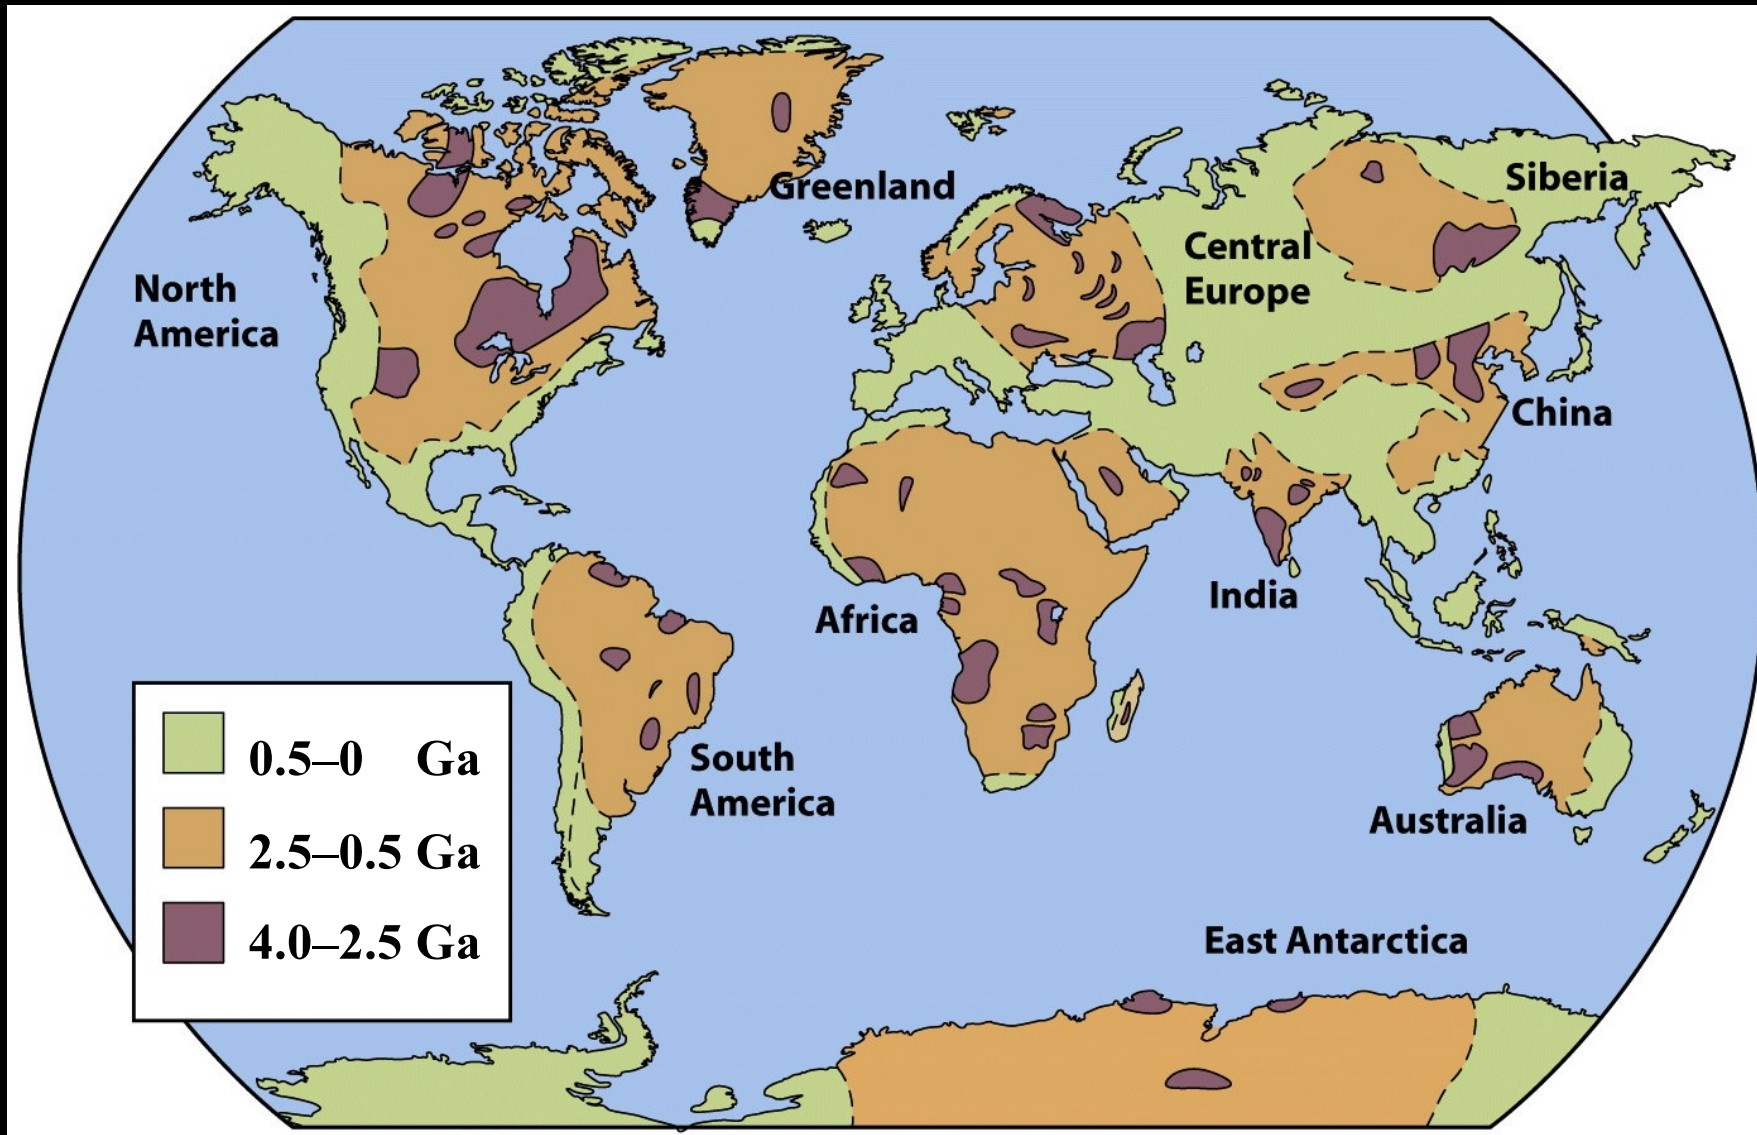 Greenland
Siberia
Central
Europe
North
America
China
India
Africa
South
America
Australia
East Antarctica
0.5–0 Ga
2.5–0.5 Ga
4.0–2.5 Ga